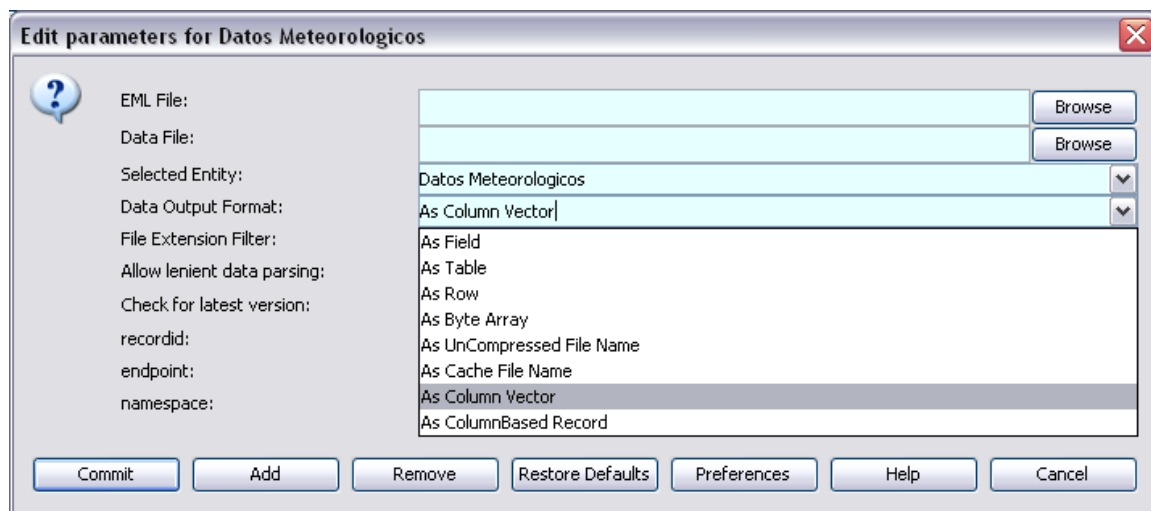 Edit parameters for Datos Meteorologicos
EML File:
Browse
Data File:
Browse
Selected Entity:
Datos Meteorologicos
Data Output Format:
As Column Vector
File Extension Filter:
Allow lenient data parsing:
Check for latest version:
recordid:
endpoint:
namespace:
As Field
As Table
As Row
As Byte Array
As UnCompressed File Name
As Cache File Name
As Column Vector
As ColumnBased Record
Commit
Add
Remove
Restore Defaults
Preferences
Help
Cancel